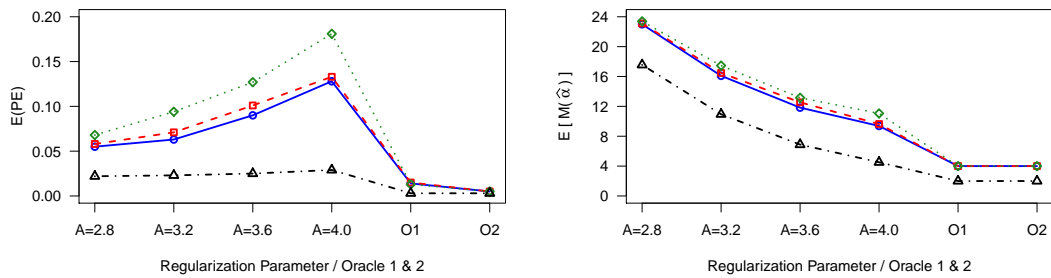 E(PE)
0.20
0.15
0.10
0.05
0.00
A=2.8 A=3.2 A=3.6 A=4.0 O1 O2
Regularization Parameter / Oracle 1 & 2
E [ M(α̂) ]
24
20
16
12
8
4
0
A=2.8 A=3.2 A=3.6 A=4.0 O1 O2
Regularization Parameter / Oracle 1 & 2